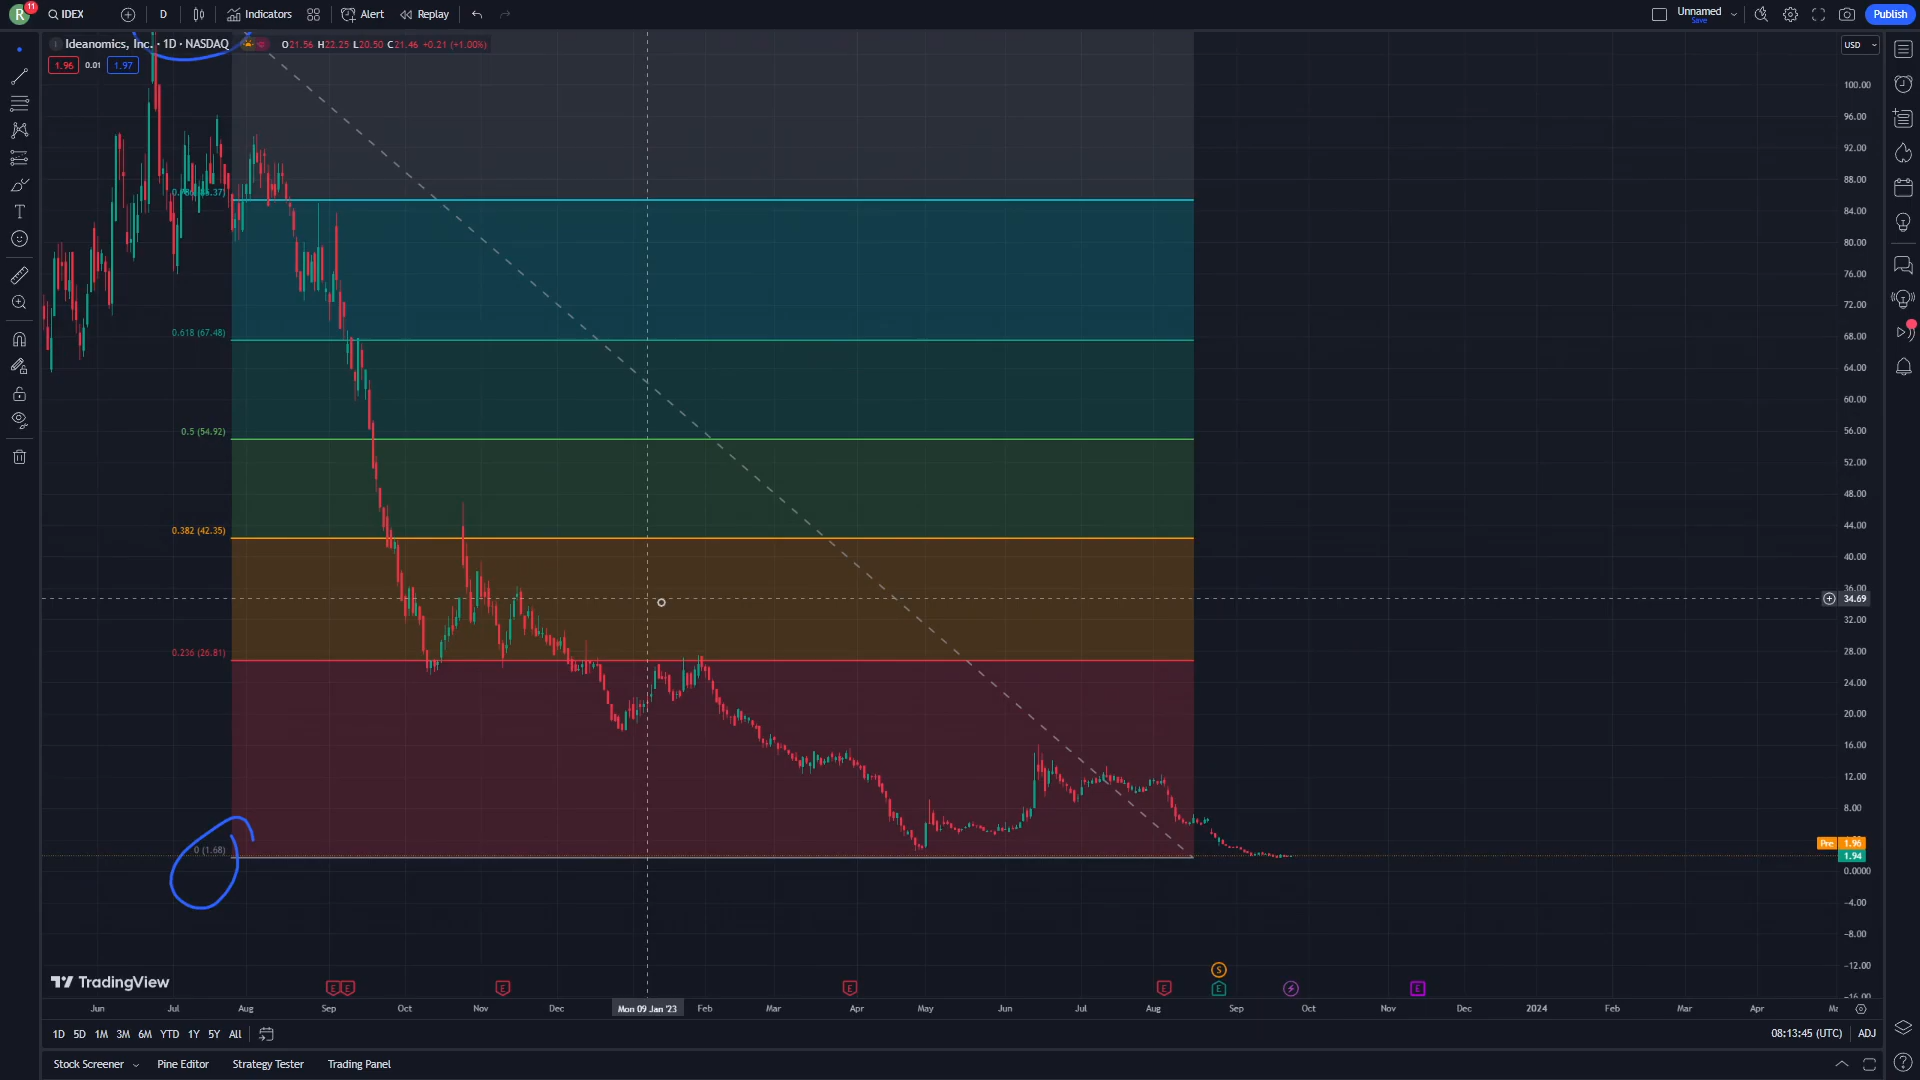 R 11 IDEX D Indicators Alert Replay Unnamed Save Publish
Ideanomics, Inc. · 1D · NASDAQ O21.56 H22.25 L20.50 C21.46 +0.21 (+1.00%) USD
1.96 0.01 1.97
100.00
96.00
92.00
88.00
84.00
80.00
76.00
72.00
0.618 (67.48) 68.00
64.00
60.00
0.5 (54.92) 56.00
52.00
48.00
44.00
0.382 (42.35)
40.00
36.00
34.69
32.00
0.236 (26.81) 28.00
24.00
20.00
16.00
12.00
8.00
Pre 1.96
0 (1.68) 1.94
0.0000
-4.00
-8.00
-12.00
S
TradingView
E E E E E E E
-16.00
Jun Jul Aug Sep Oct Nov Dec Mon 09 Jan '23 Feb Mar Apr May Jun Jul Aug Sep Oct Nov Dec 2024 Feb Mar Apr
1D 5D 1M 3M 6M YTD 1Y 5Y All 08:13:45 (UTC) ADJ
Stock Screener Pine Editor Strategy Tester Trading Panel